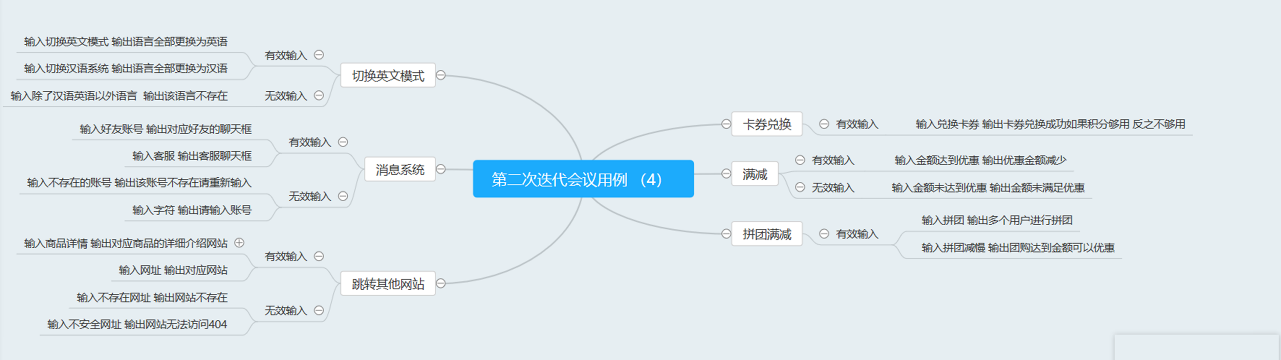 第二次迭代会议用例 （4）
切换英文模式
有效输入
输入切换英文模式 输出语言全部更换为英语
输入切换汉语系统 输出语言全部更换为汉语
无效输入
输入除了汉语英语以外语言 输出该语言不存在
消息系统
有效输入
输入好友账号 输出对应好友的聊天框
输入客服 输出客服聊天框
无效输入
输入不存在的账号 输出该账号不存在请重新输入
输入字符 输出请输入账号
跳转其他网站
有效输入
输入商品详情 输出对应商品的详细介绍网站
输入网址 输出对应网站
无效输入
输入不存在网址 输出网站不存在
输入不安全网址 输出网站无法访问404
卡券兑换
有效输入
输入兑换卡券 输出卡券兑换成功如果积分够用 反之不够用
满减
有效输入
输入金额达到优惠 输出优惠金额减少
无效输入
输入金额未达到优惠 输出金额未满足优惠
拼团满减
有效输入
输入拼团 输出多个用户进行拼团
输入拼团减慢 输出团购达到金额可以优惠